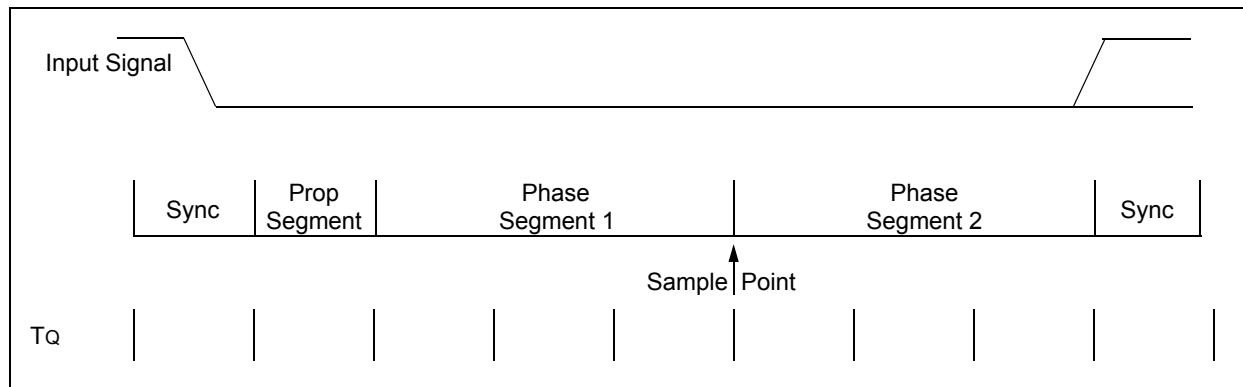 Input Signal
Sync
Prop
Segment
Phase
Segment 1
Phase
Segment 2
Sync
Sample Point
TQ